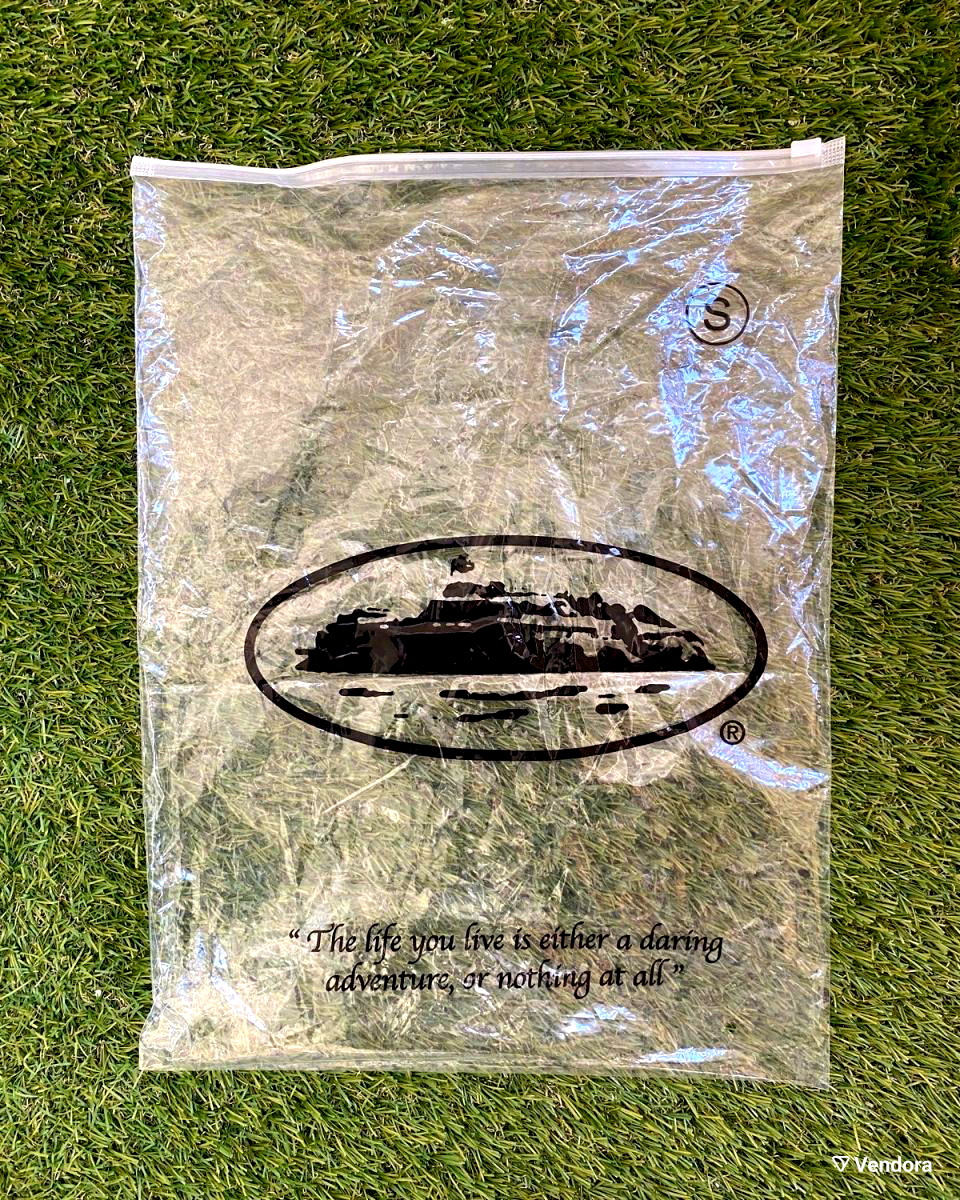 S
®
“ The life you live is either a daring
adventure, or nothing at all ”
Vendora